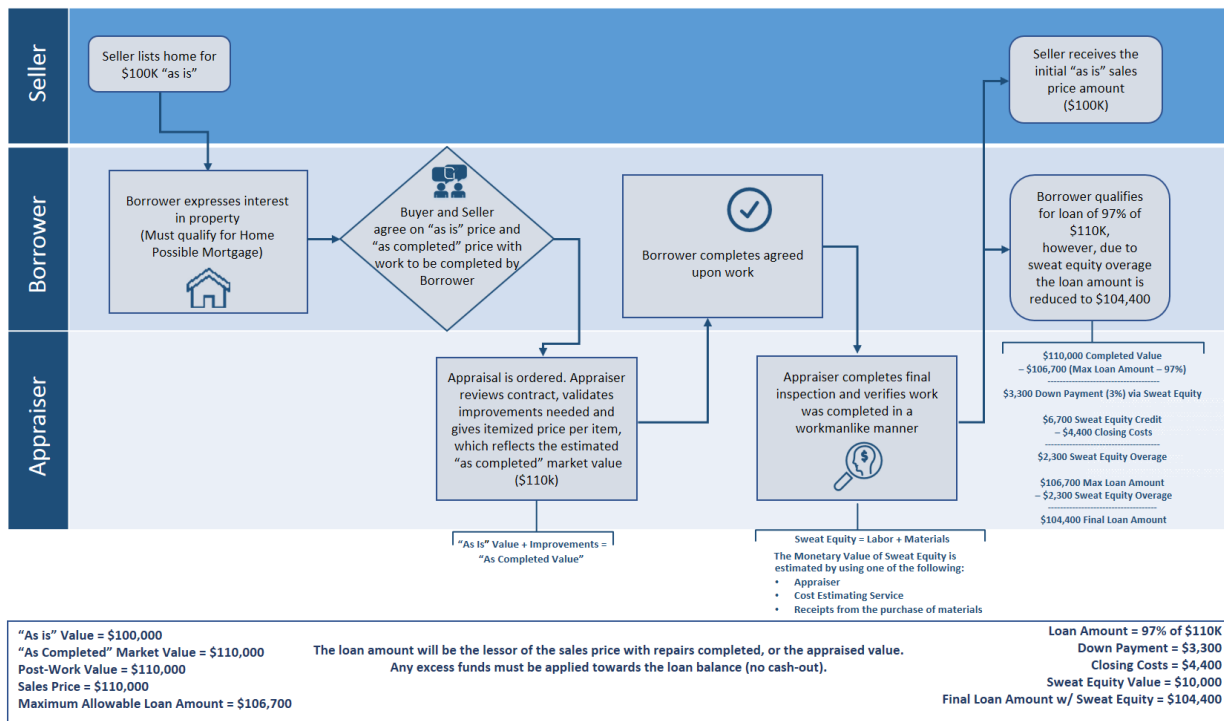 Seller
Seller lists home for
$100K “as is”
Seller receives the
initial “as is” sales
price amount
($100K)
Borrower
Borrower expresses interest
in property
(Must qualify for Home
Possible Mortgage)
Buyer and Seller
agree on “as is” price and
“as completed” price with
work to be completed by
Borrower
Borrower completes agreed
upon work
Borrower qualifies
for loan of 97% of
$110K,
however, due to
sweat equity overage
the loan amount is
reduced to $104,400
Appraiser
Appraisal is ordered. Appraiser
reviews contract, validates
improvements needed and
gives itemized price per item,
which reflects the estimated
“as completed” market value
($110k)
Appraiser completes final
inspection and verifies work
was completed in a
workmanlike manner
$110,000 Completed Value
– $106,700 (Max Loan Amount – 97%)
------------------------------------
$3,300 Down Payment (3%) via Sweat Equity
$6,700 Sweat Equity Credit
– $4,400 Closing Costs
------------------------------------
$2,300 Sweat Equity Overage
$106,700 Max Loan Amount
– $2,300 Sweat Equity Overage
------------------------------------
$104,400 Final Loan Amount
“As Is” Value + Improvements =
“As Completed Value”
Sweat Equity = Labor + Materials
The Monetary Value of Sweat Equity is
estimated by using one of the following:
• Appraiser
• Cost Estimating Service
• Receipts from the purchase of materials
“As is” Value = $100,000
“As Completed” Market Value = $110,000
Post-Work Value = $110,000
Sales Price = $110,000
Maximum Allowable Loan Amount = $106,700
The loan amount will be the lessor of the sales price with repairs completed, or the appraised value.
Any excess funds must be applied towards the loan balance (no cash-out).
Loan Amount = 97% of $110K
Down Payment = $3,300
Closing Costs = $4,400
Sweat Equity Value = $10,000
Final Loan Amount w/ Sweat Equity = $104,400